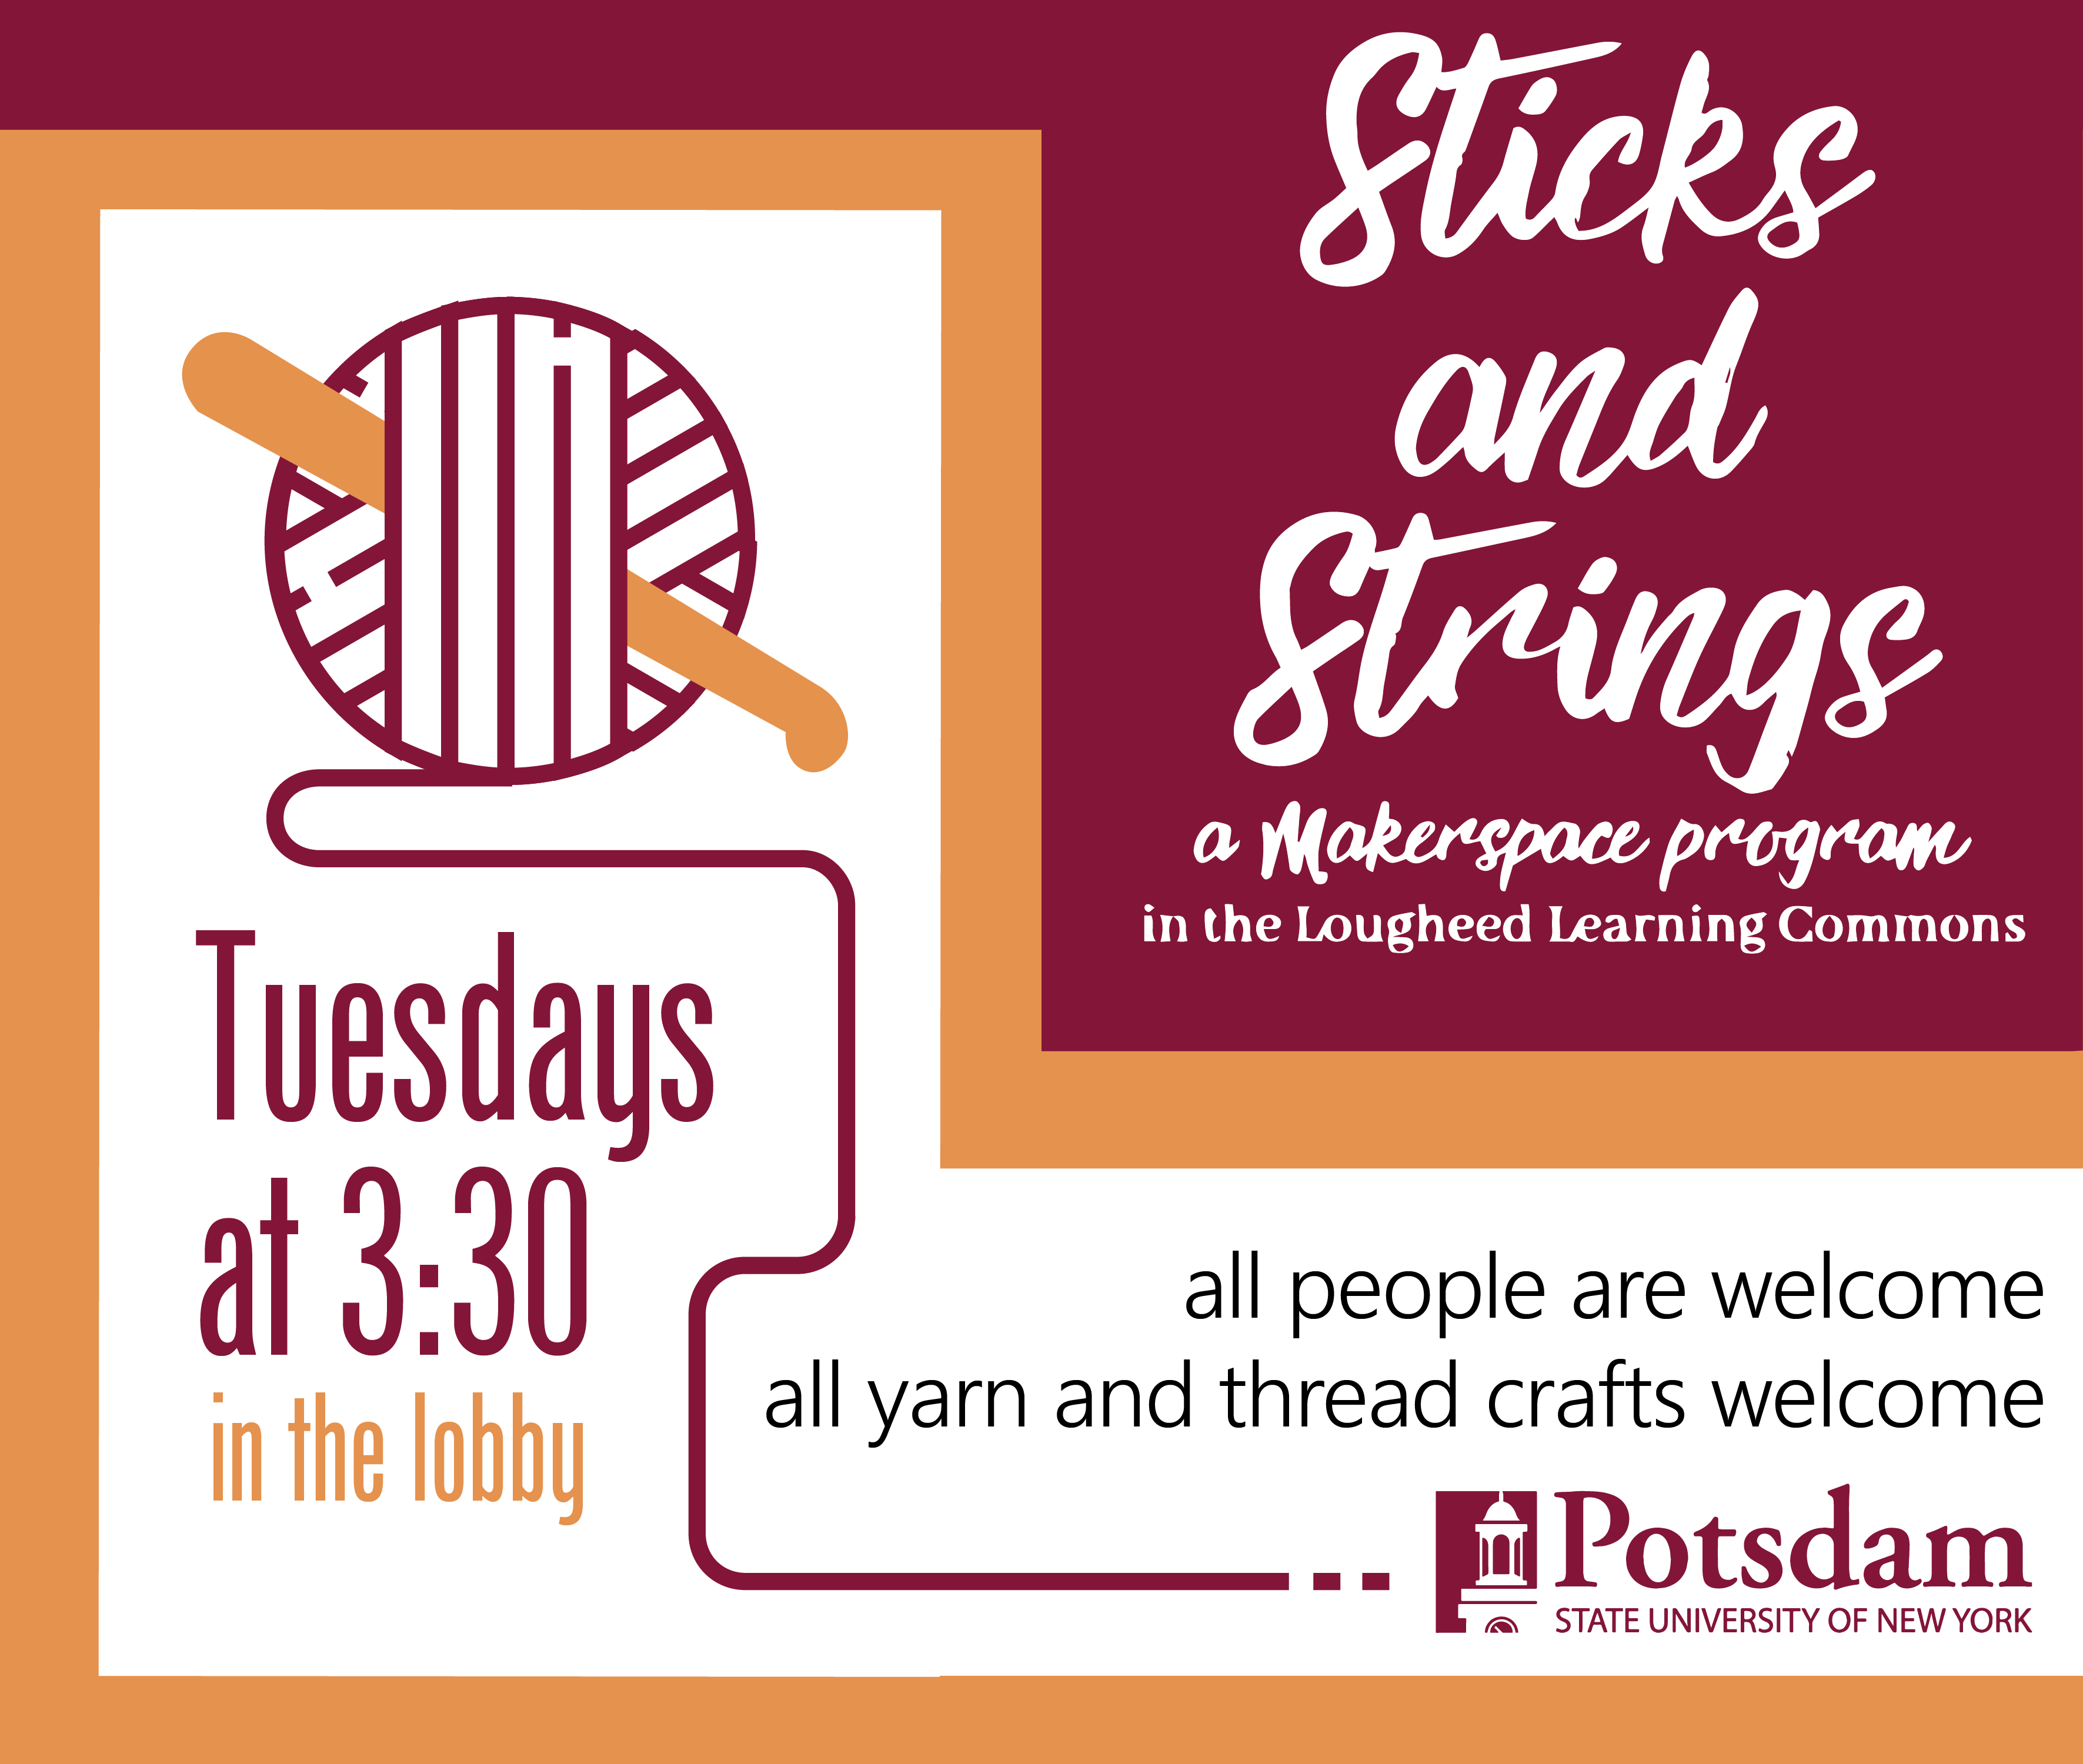 Sticks
and
Strings
a Makerspace program
in the Lougheed Learning Commons
Tuesdays
at 3:30
in the lobby
all people are welcome
all yarn and thread crafts welcome
Potsdam
STATE UNIVERSITY OF NEW YORK